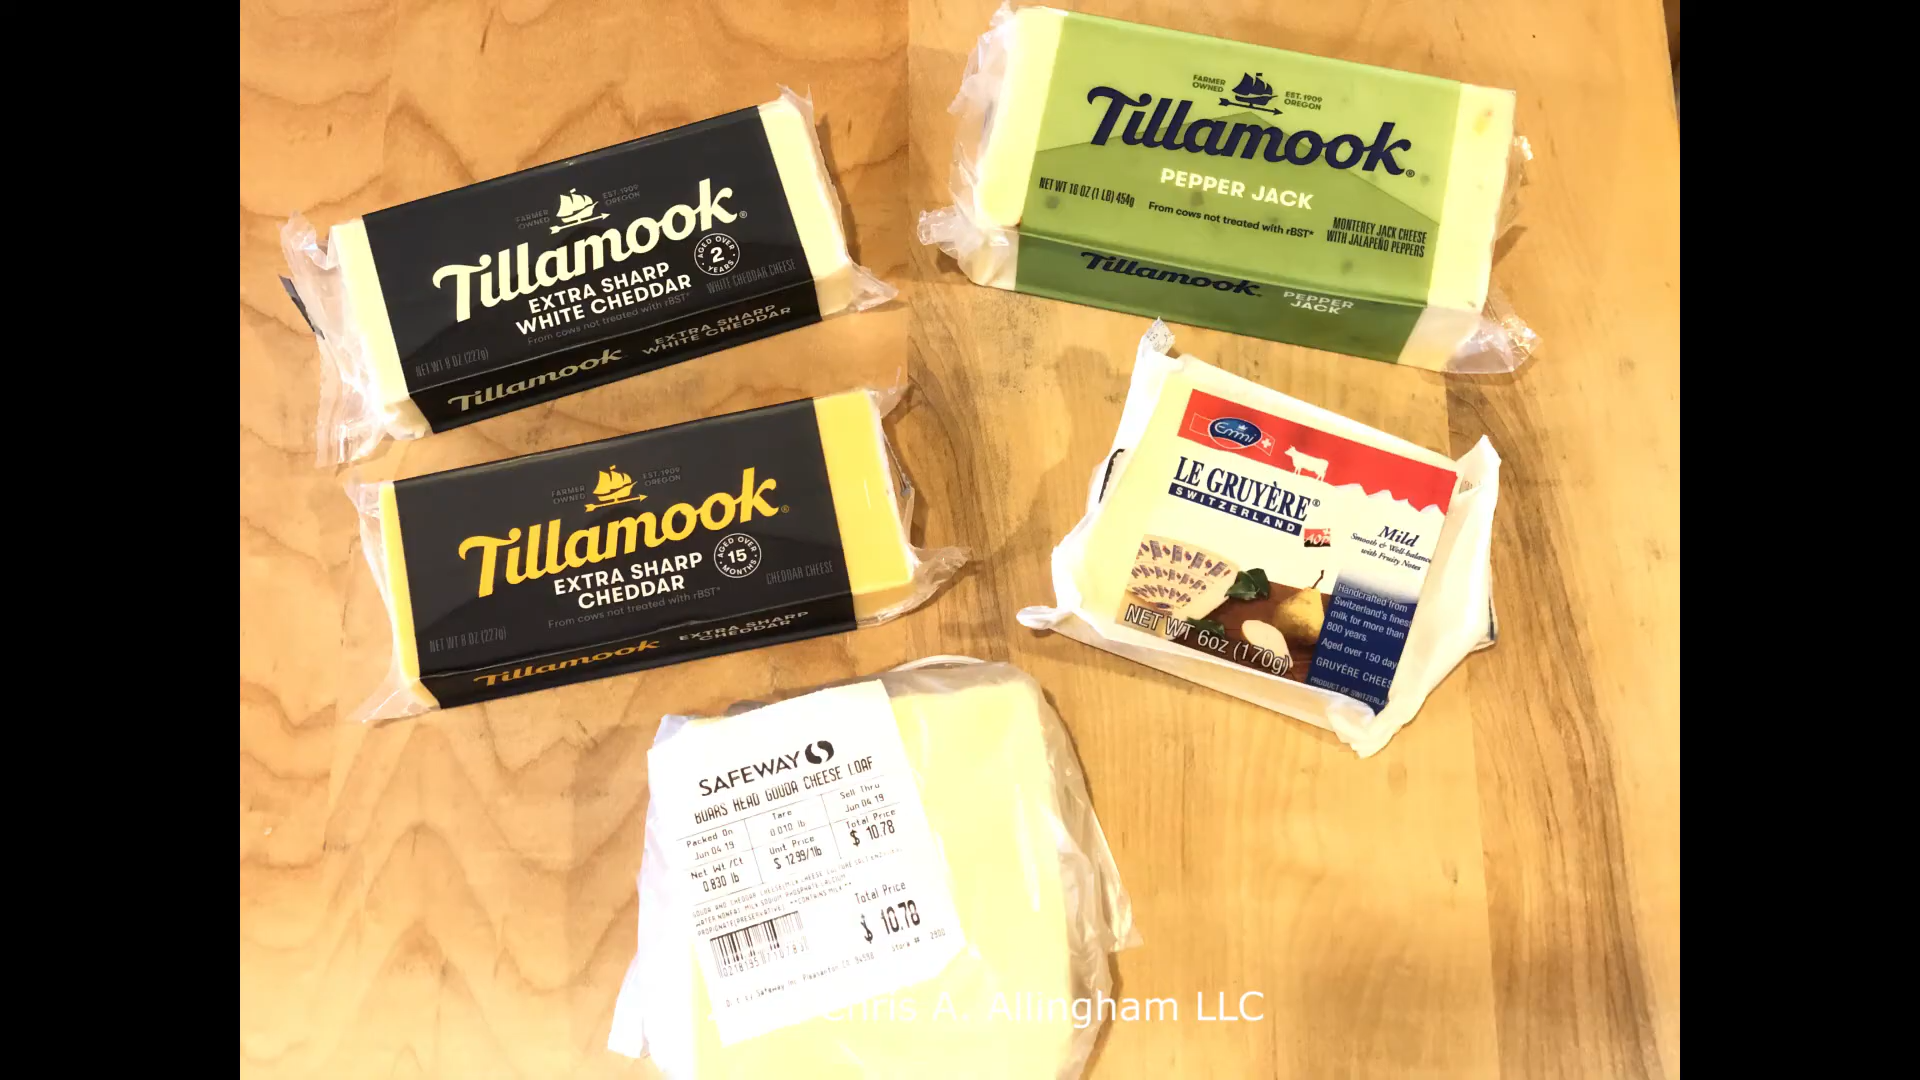 FARMER OWNED EST. 1909 OREGON
Tillamook®
EXTRA SHARP
WHITE CHEDDAR
AGED OVER 2 YEARS
WHITE CHEDDAR CHEESE
From cows not treated with rBST*
NET WT 8 OZ (227g)
Tillamook EXTRA SHARP WHITE CHEDDAR
FARMER OWNED EST. 1909 OREGON
Tillamook®
PEPPER JACK
NET WT 16 OZ (1 LB) 454g
From cows not treated with rBST*
MONTEREY JACK CHEESE
WITH JALAPEÑO PEPPERS
Tillamook PEPPER JACK
FARMER OWNED EST. 1909 OREGON
Tillamook®
EXTRA SHARP
CHEDDAR
AGED OVER 15 MONTHS
CHEDDAR CHEESE
From cows not treated with rBST*
NET WT 8 OZ (227g)
Tillamook EXTRA SHARP CHEDDAR
Emmi
LE GRUYÈRE®
SWITZERLAND
AOP
Mild
Smooth & Well-balance
with Fruity Notes
Handcrafted from
Switzerland's finest
milk for more than
800 years.
Aged over 150 day
GRUYÈRE CHEES
PRODUCT OF SWITZERLA
NET WT 6oz (170g)
SAFEWAY
BOARS HEAD GOUDA CHEESE LOAF
Packed On Tare Sell Thru
Jun 04 19 0.010 lb Jun 04 19
Net Wt/Ct Unit Price Total Price
0.830 lb $ 12.99/lb $ 10.78
Total Price
$ 10.78
Chris A. Allingham LLC